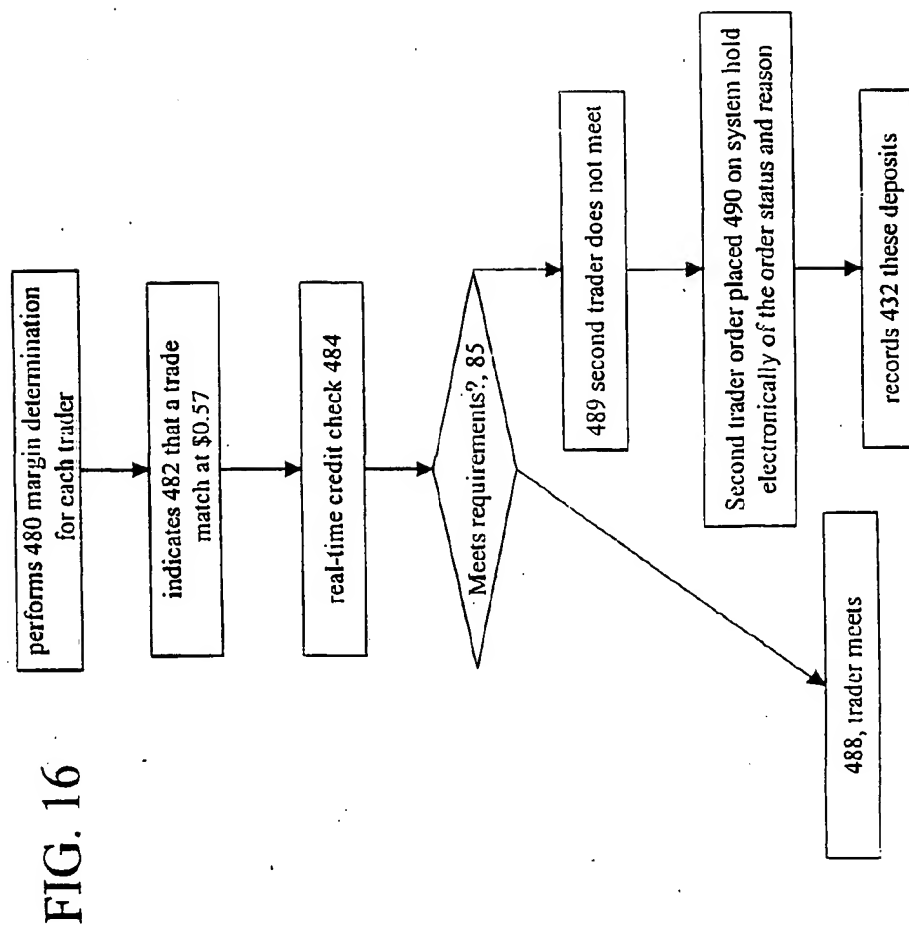 FIG. 16
performs 480 margin determination
for each trader
indicates 482 that a trade
match at $0.57
real-time credit check 484
Meets requirements?, 85
489 second trader does not meet
Second trader order placed 490 on system hold
electronically of the order status and reason
records 432 these deposits
488, trader meets